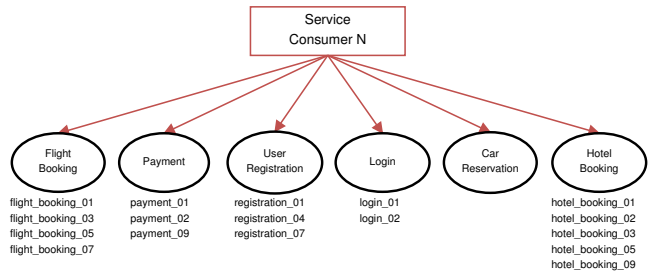 Service
Consumer N
Flight
Booking
Payment
User
Registration
Login
Car
Reservation
Hotel
Booking
flight_booking_01
flight_booking_03
flight_booking_05
flight_booking_07
payment_01
payment_02
payment_09
registration_01
registration_04
registration_07
login_01
login_02
hotel_booking_01
hotel_booking_02
hotel_booking_03
hotel_booking_05
hotel_booking_09